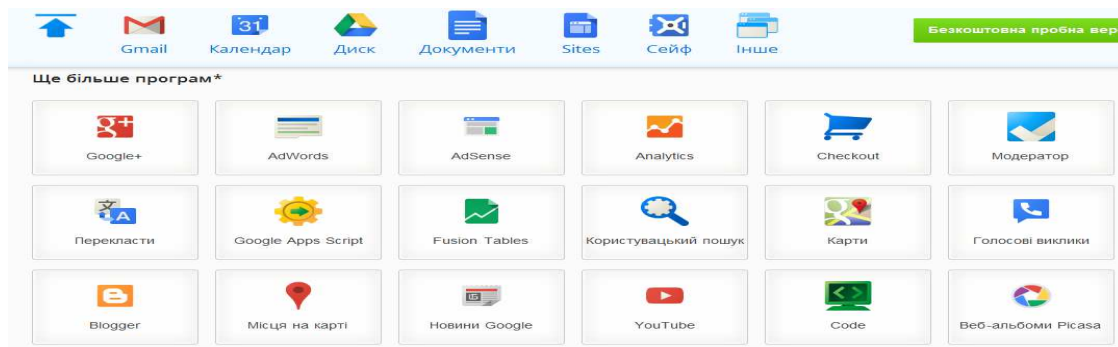 31
Gmail Календар Диск Документи Sites Сейф Інше
Безкоштовна пробна вер
Ще більше програм*
Google+ AdWords AdSense Analytics Checkout Модератор
Перекласти Google Apps Script Fusion Tables Користувацький пошук Карти Голосові виклики
Blogger Місця на карті Новини Google YouTube Code Веб-альбоми Picasa